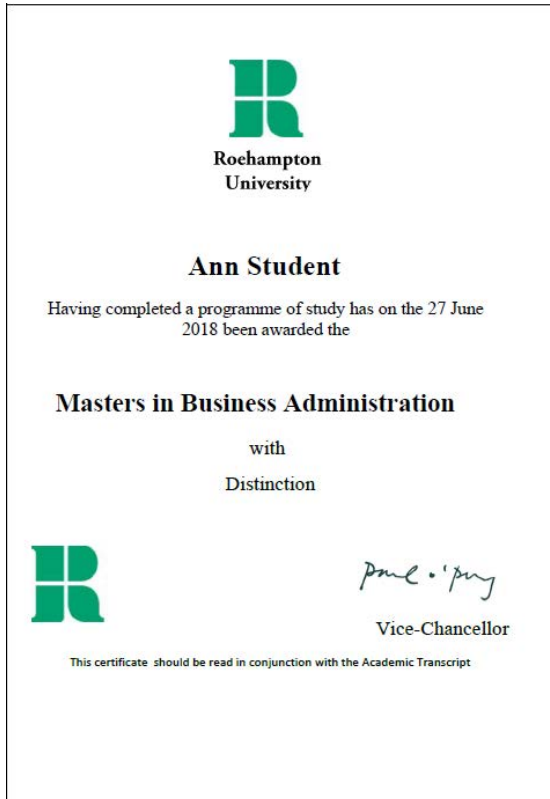 Roehampton
University
Ann Student
Having completed a programme of study has on the 27 June
2018 been awarded the
Masters in Business Administration
with
Distinction
Vice-Chancellor
This certificate should be read in conjunction with the Academic Transcript